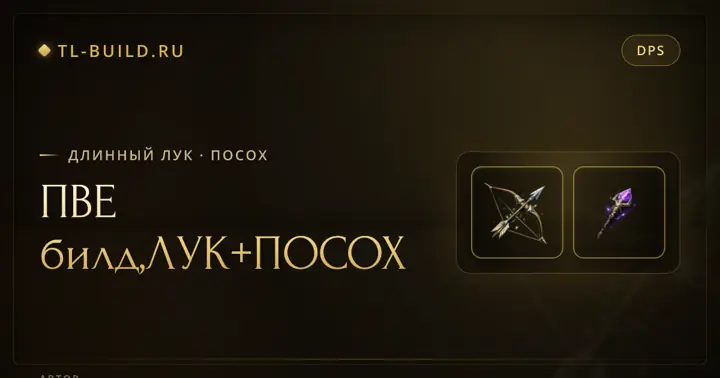 TL-BUILD.RU
DPS
ДЛИННЫЙ ЛУК · ПОСОХ
ПВЕ
билд,ЛУК+ПОСОХ